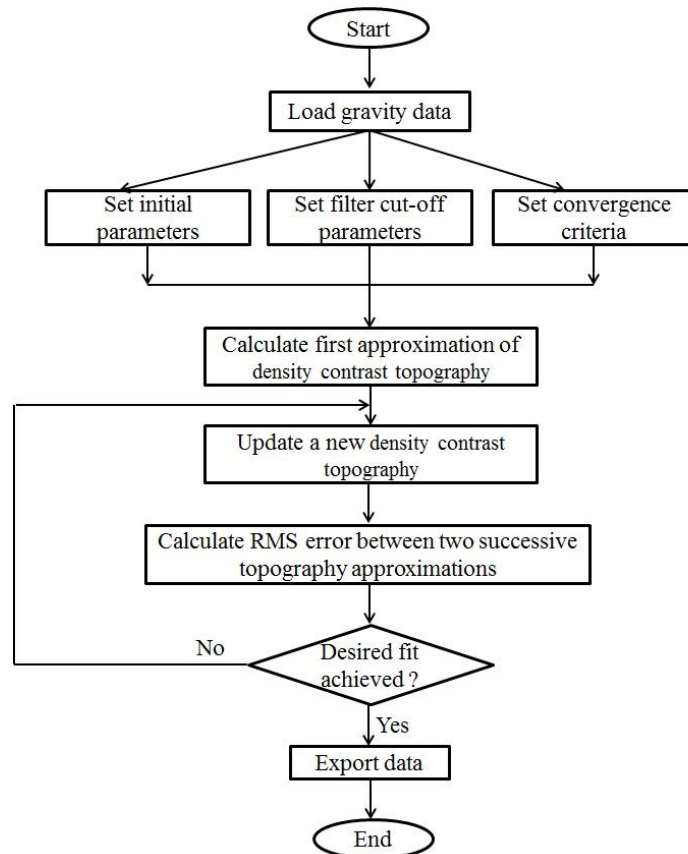 Start
Load gravity data
Set initial
parameters
Set filter cut-off
parameters
Set convergence
criteria
Calculate first approximation of
density contrast topography
Update a new density contrast
topography
Calculate RMS error between two successive
topography approximations
No
Desired fit
achieved ?
Yes
Export data
End